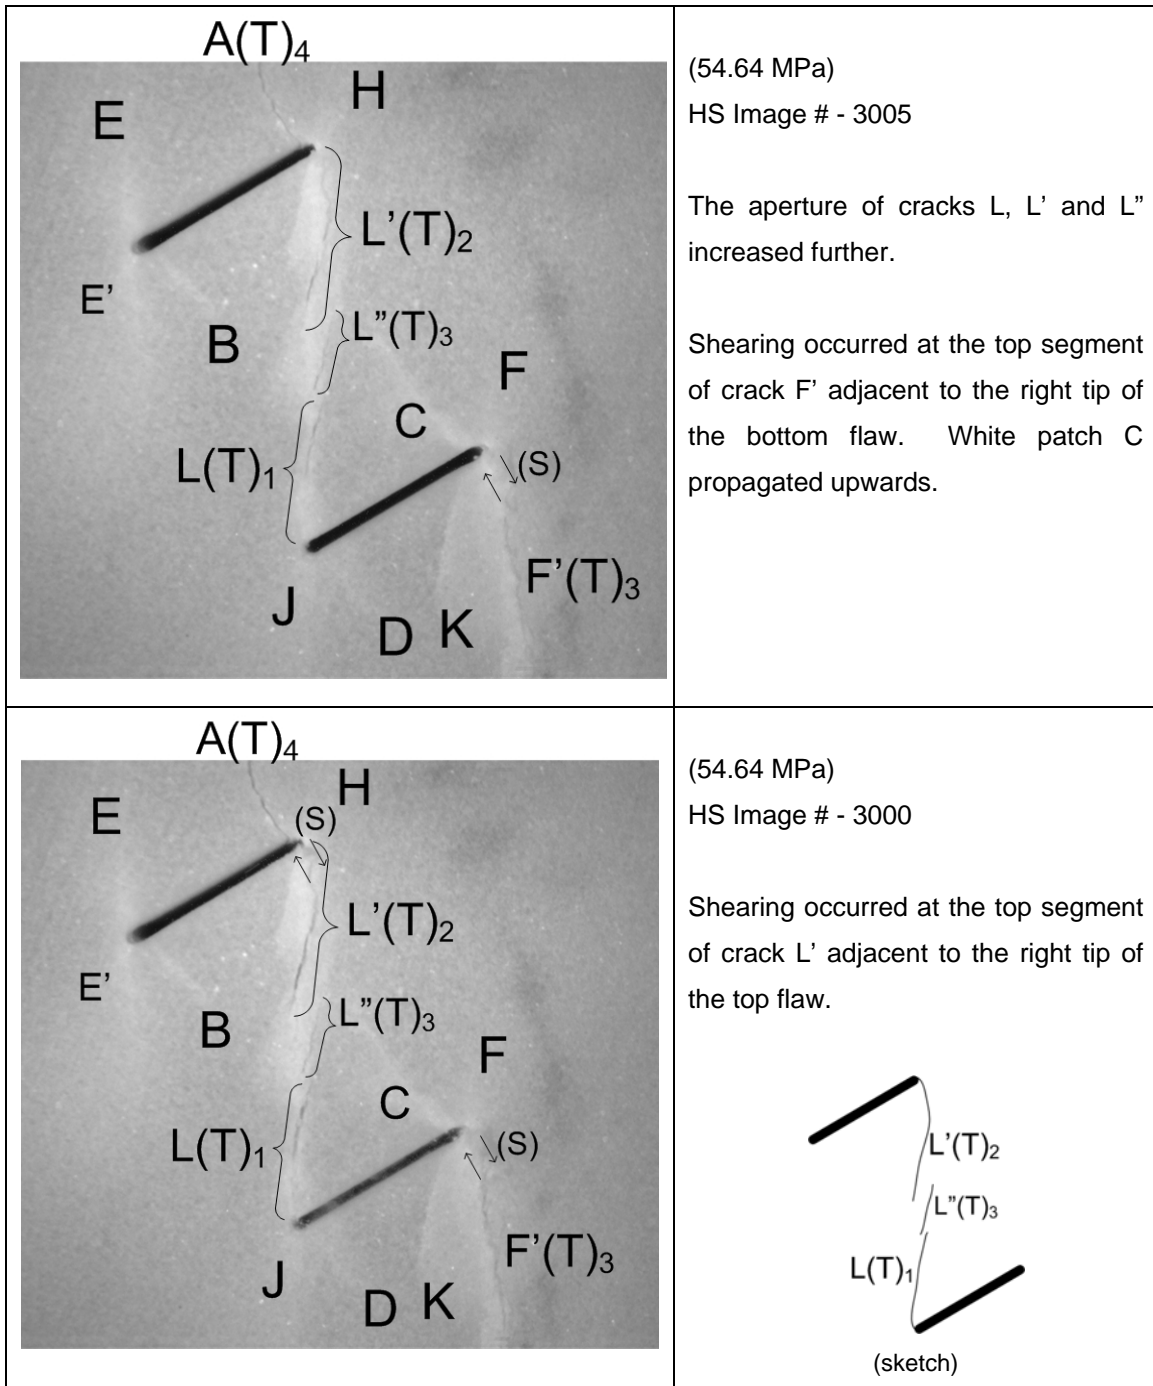 A(T)4
H
E
L'(T)2
E'
B
L”(T)3
F
C
L(T)1
(S)
F'(T)3
J
D
K
(54.64 MPa)
HS Image # - 3005
The aperture of cracks L, L’ and L”
increased further.
Shearing occurred at the top segment
of crack F’ adjacent to the right tip of
the bottom flaw. White patch C
propagated upwards.
A(T)4
H
E
(S)
L'(T)2
E'
B
L”(T)3
F
C
L(T)1
(S)
F'(T)3
J
D
K
(54.64 MPa)
HS Image # - 3000
Shearing occurred at the top segment
of crack L’ adjacent to the right tip of
the top flaw.
L'(T)2
L”(T)3
L(T)1
(sketch)